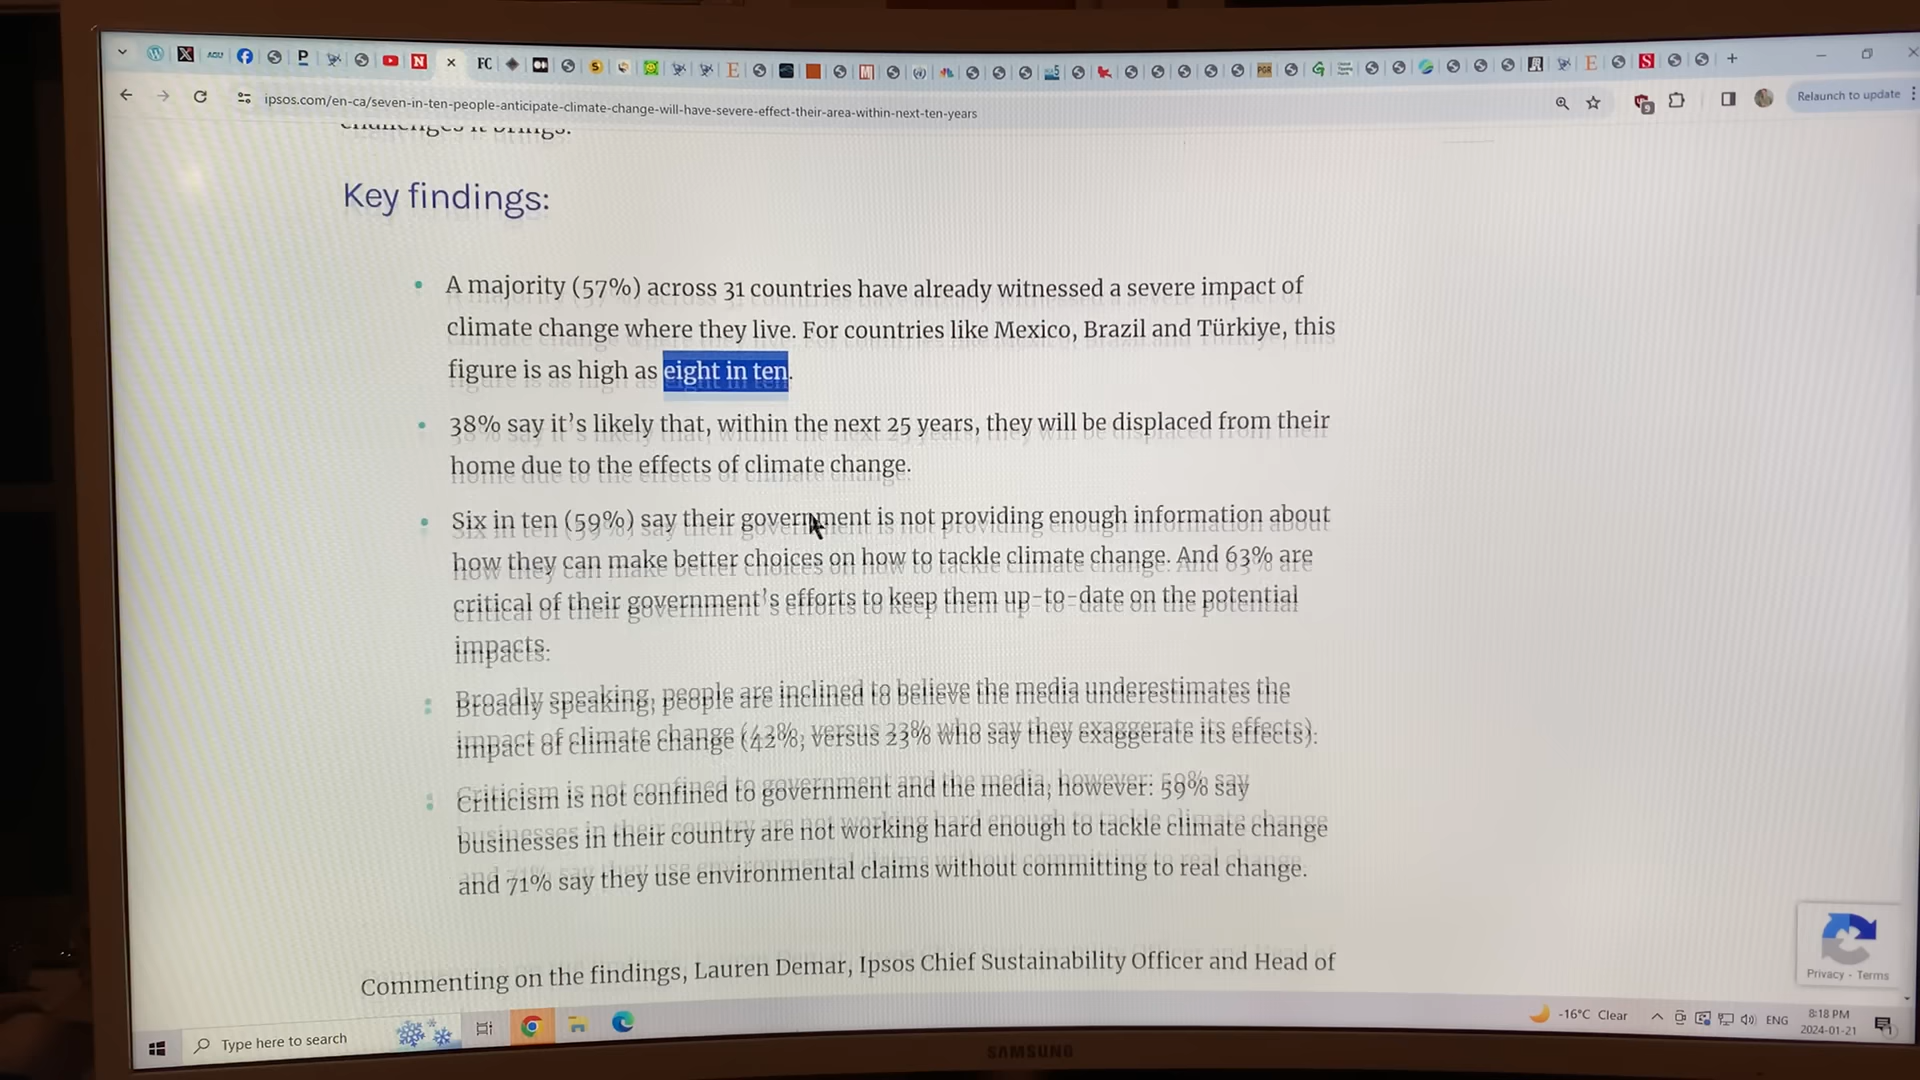 ipsos.com/en-ca/seven-in-ten-people-anticipate-climate-change-will-have-severe-effect-their-area-within-next-ten-years
Relaunch to update
challenges it brings.
Key findings:
• A majority (57%) across 31 countries have already witnessed a severe impact of
climate change where they live. For countries like Mexico, Brazil and Türkiye, this
figure is as high as eight in ten.
• 38% say it's likely that, within the next 25 years, they will be displaced from their
home due to the effects of climate change.
• Six in ten (59%) say their government is not providing enough information about
how they can make better choices on how to tackle climate change. And 63% are
critical of their government's efforts to keep them up-to-date on the potential
impacts.
• Broadly speaking, people are inclined to believe the media underestimates the
impact of climate change (42%, versus 23% who say they exaggerate its effects).
• Criticism is not confined to government and the media, however: 59% say
businesses in their country are not working hard enough to tackle climate change
and 71% say they use environmental claims without committing to real change.
Commenting on the findings, Lauren Demar, Ipsos Chief Sustainability Officer and Head of
Privacy - Terms
Type here to search
-16°C Clear
ENG
8:18 PM
2024-01-21
SAMSUNG